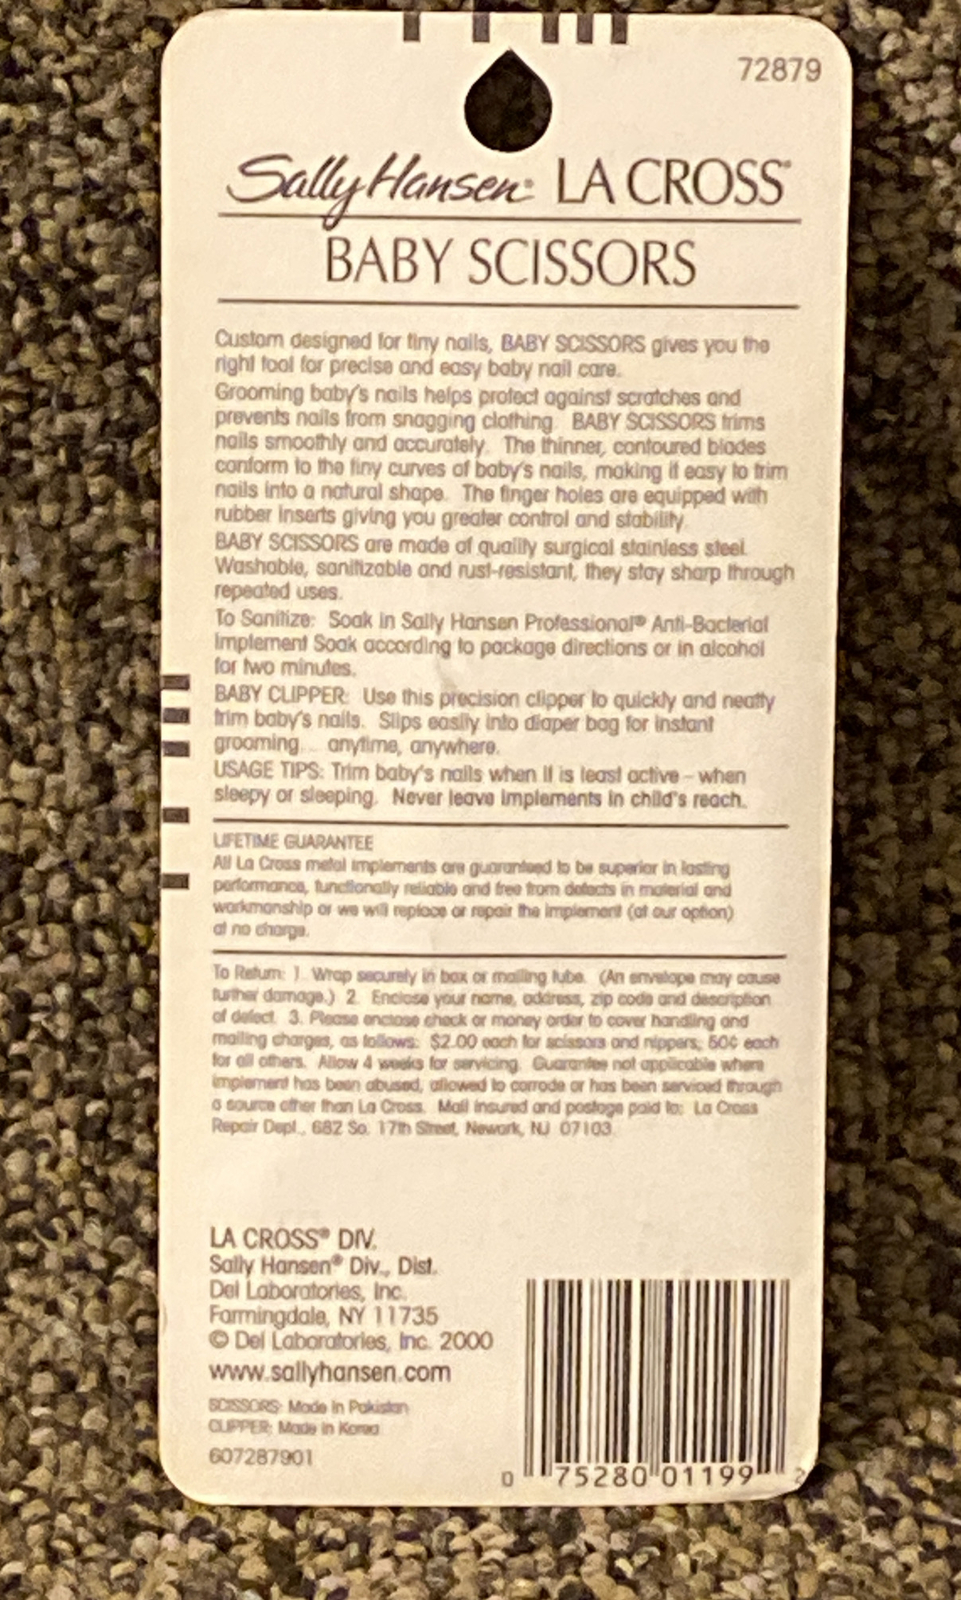 72879
Sally Hansen® LA CROSS®
BABY SCISSORS
Custom designed for tiny nails, BABY SCISSORS gives you the
right tool for precise and easy baby nail care.
Grooming baby's nails helps protect against scratches and
prevents nails from snagging clothing. BABY SCISSORS trims
nails smoothly and accurately. The thinner, contoured blades
conform to the tiny curves of baby's nails, making it easy to trim
nails into a natural shape. The finger holes are equipped with
rubber inserts giving you greater control and stability.
BABY SCISSORS are made of quality surgical stainless steel.
Washable, sanitizable and rust-resistant, they stay sharp through
repeated uses.
To Sanitize: Soak in Sally Hansen Professional® Anti-Bacterial
Implement Soak according to package directions or in alcohol
for two minutes.
BABY CLIPPER: Use this precision clipper to quickly and neatly
trim baby's nails. Slips easily into diaper bag for instant
grooming... anytime, anywhere.
USAGE TIPS: Trim baby's nails when it is least active – when
sleepy or sleeping. Never leave implements in child's reach.
LIFETIME GUARANTEE
All La Cross metal implements are guaranteed to be superior in lasting
performance, functionally reliable and free from defects in material and
workmanship or we will replace or repair the implement (at our option)
at no charge.
To Return: 1. Wrap securely in box or mailing tube. (An envelope may cause
further damage.) 2. Enclose your name, address, zip code and description
of defect. 3. Please enclose check or money order to cover handling and
mailing charges, as follows: $2.00 each for scissors and nippers; 50¢ each
for all others. Allow 4 weeks for servicing. Guarantee not applicable where
implement has been abused, allowed to corrode or has been serviced through
a source other than La Cross. Mail insured and postage paid to: La Cross
Repair Dept., 682 So. 17th Street, Newark, NJ 07103.
LA CROSS® DIV.
Sally Hansen® Div., Dist.
Del Laboratories, Inc.
Farmingdale, NY 11735
© Del Laboratories, Inc. 2000
www.sallyhansen.com
SCISSORS: Made in Pakistan
CLIPPER: Made in Korea
607287901
0 75280 01199 2